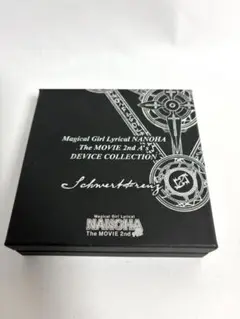 Magical Girl Lyrical NANOHA
The MOVIE 2nd A's
DEVICE COLLECTION
Schwertkreuz
Magical Girl Lyrical
NANOHA
The MOVIE 2nd